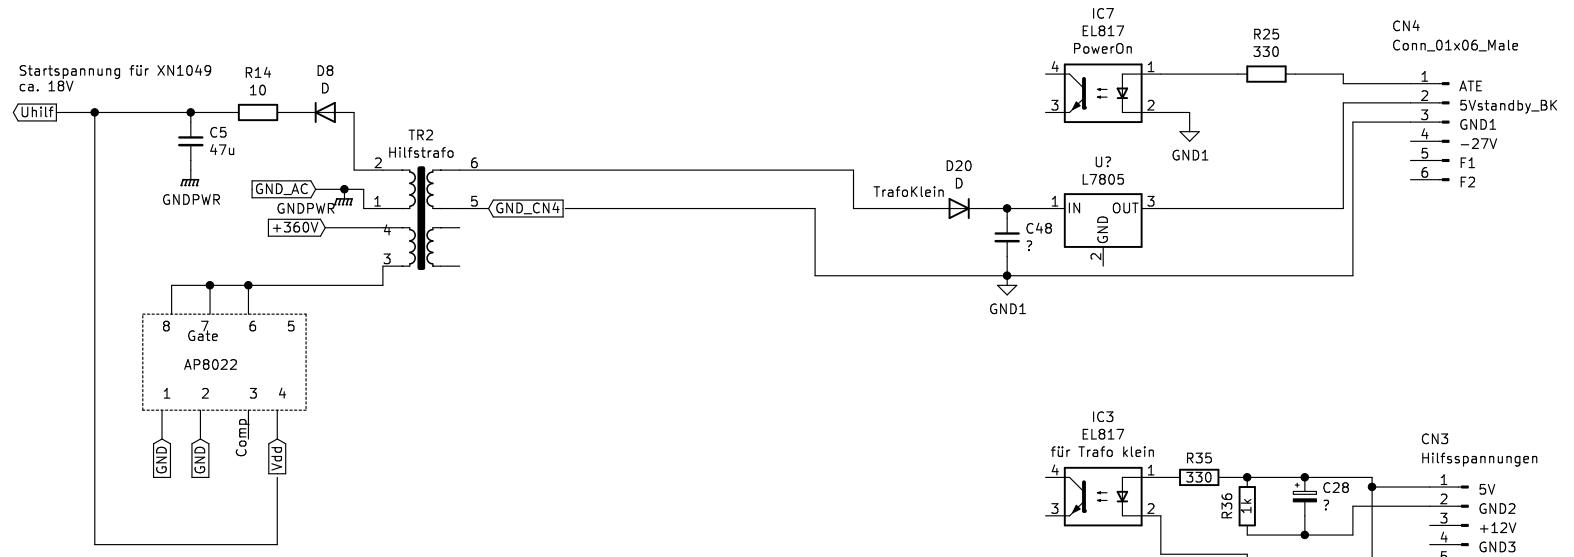 Startspannung für XN1049
ca. 18V
Uhilf
R14
10
D8
D
C5
47u
GNDPWR
TR2
Hilfstrafo
2
GND_AC
GNDPWR
1
+360V
4
3
6
5
GND_CN4
8
7
6
5
Gate
AP8022
1
2
3
4
GND
GND
Comp
Vdd
IC7
EL817
PowerOn
4
3
1
2
R25
330
GND1
CN4
Conn_01x06_Male
1
ATE
2
5Vstandby_BK
3
GND1
4
-27V
5
F1
6
F2
TrafoKlein
D20
D
U?
L7805
1
IN
OUT
3
GND
2
C48
?
GND1
IC3
EL817
für Trafo klein
4
3
1
2
R35
330
R36
1k
+
C28
?
CN3
Hilfsspannungen
1
5V
2
GND2
3
+12V
4
GND3